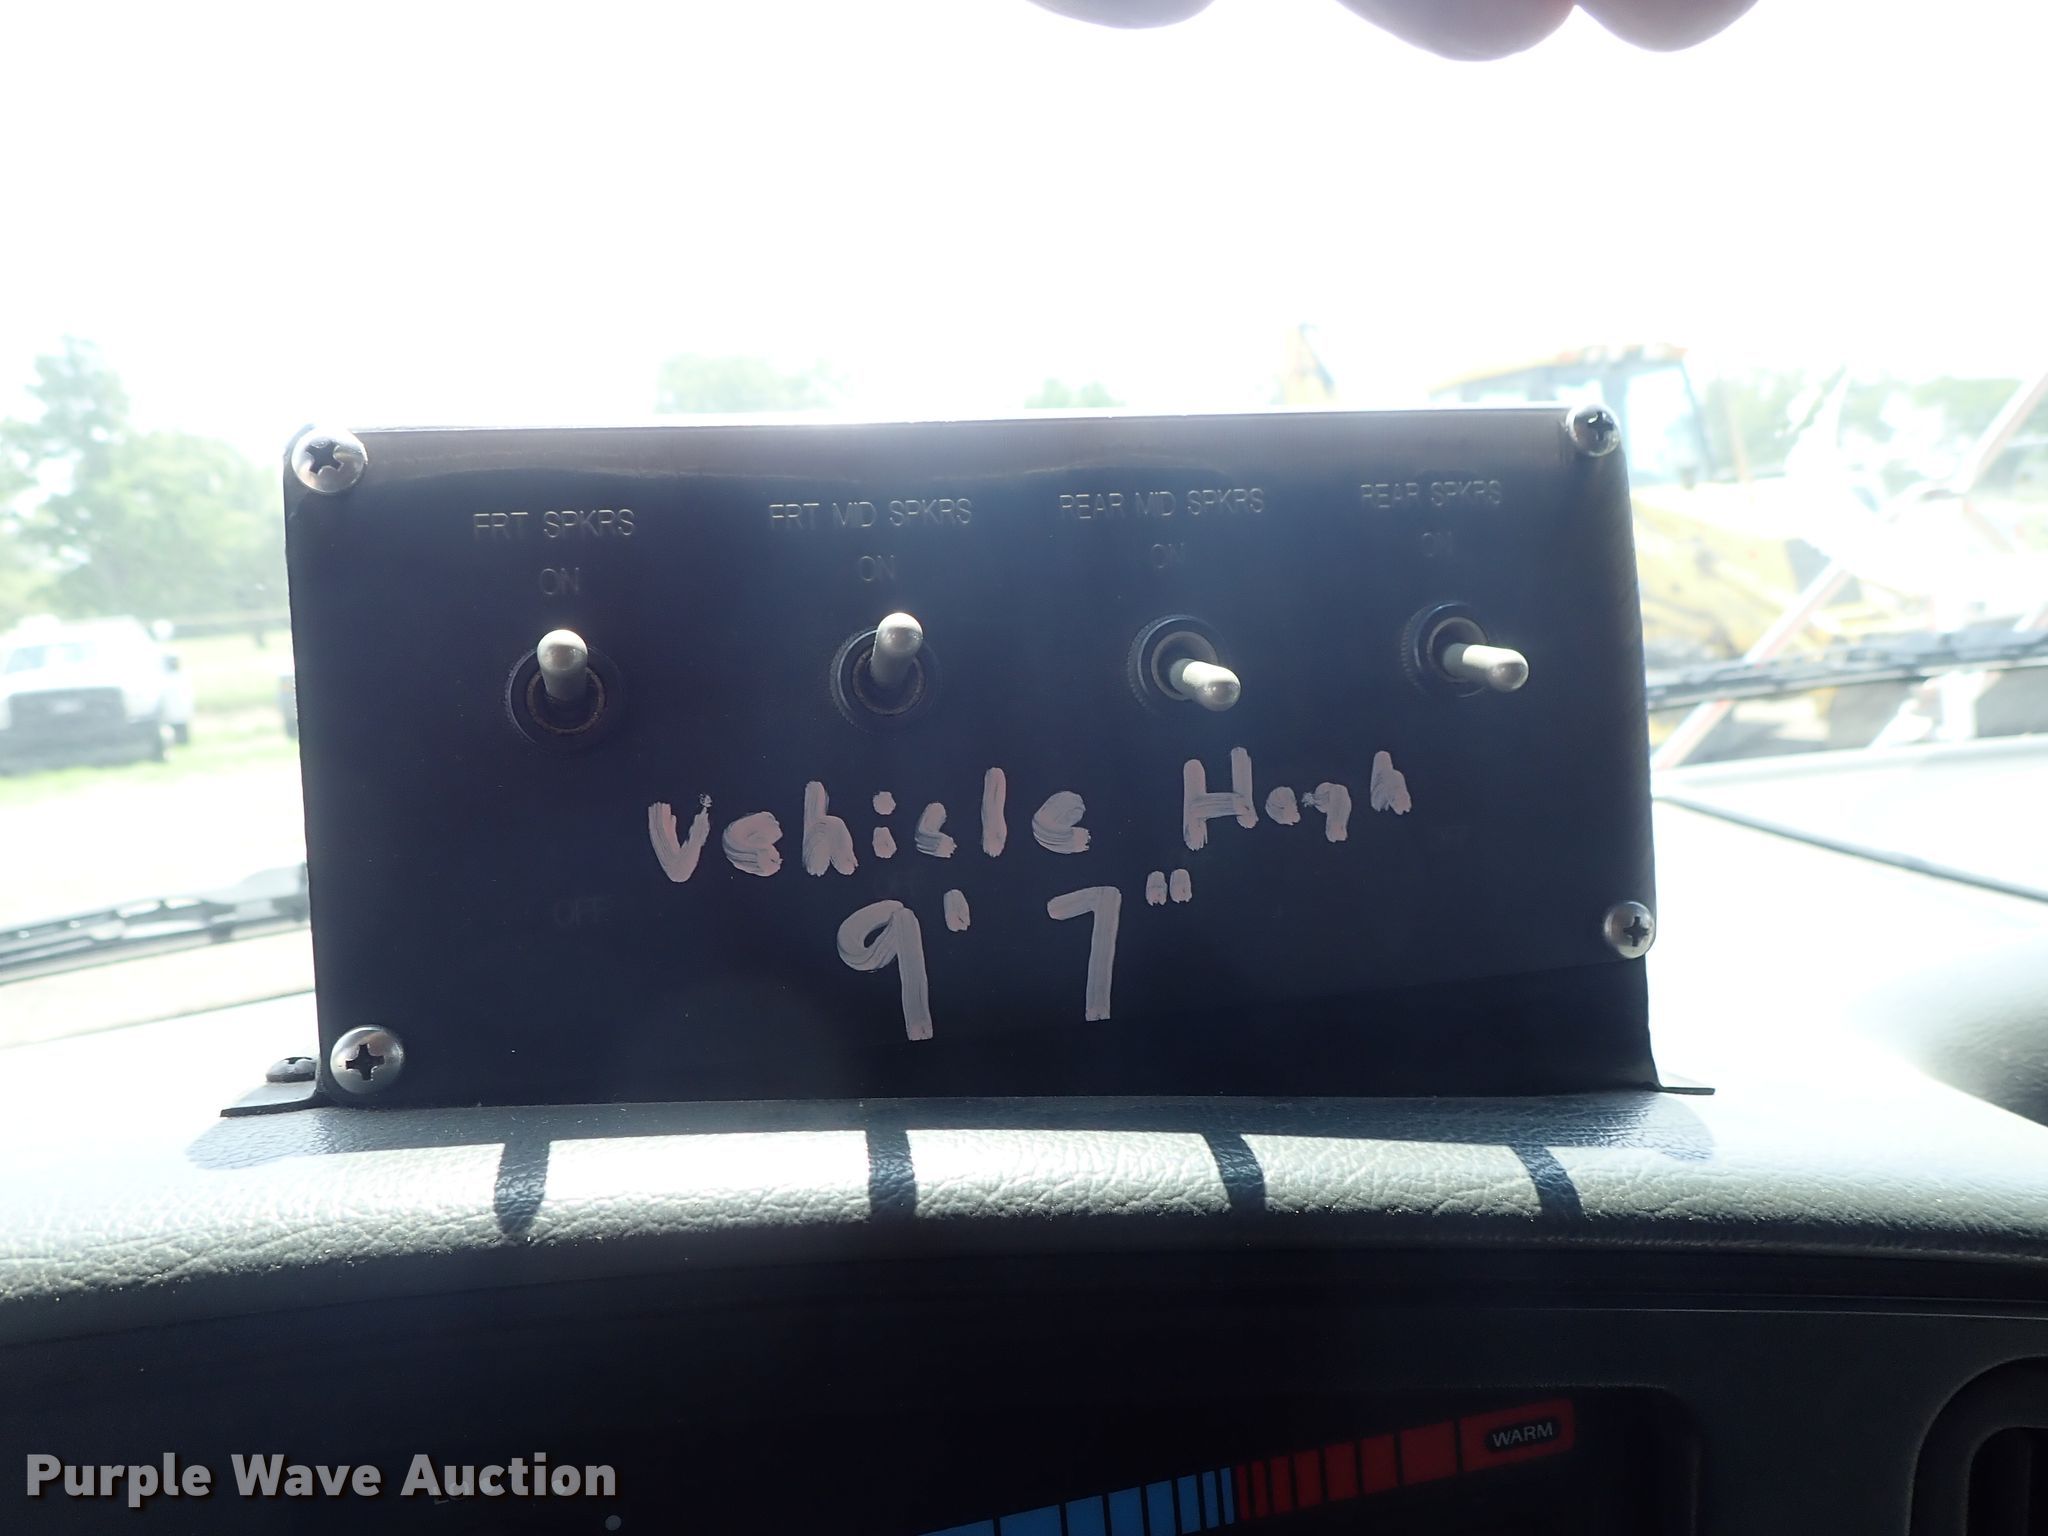 FRT SPKRS
FRT MID SPKRS
REAR MID SPKRS
REAR SPKRS
ON
ON
ON
ON
Vehicle Hogh
9' 7"
OFF
WARM
Purple Wave Auction